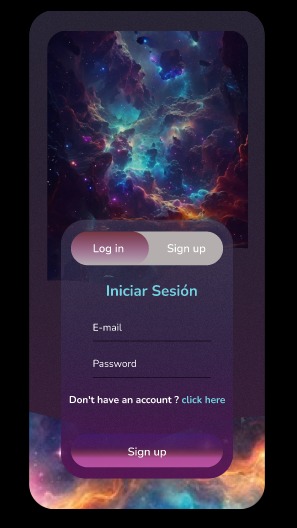 Log in
Sign up
Iniciar Sesión
E-mail
Password
Don't have an account ? click here
Sign up